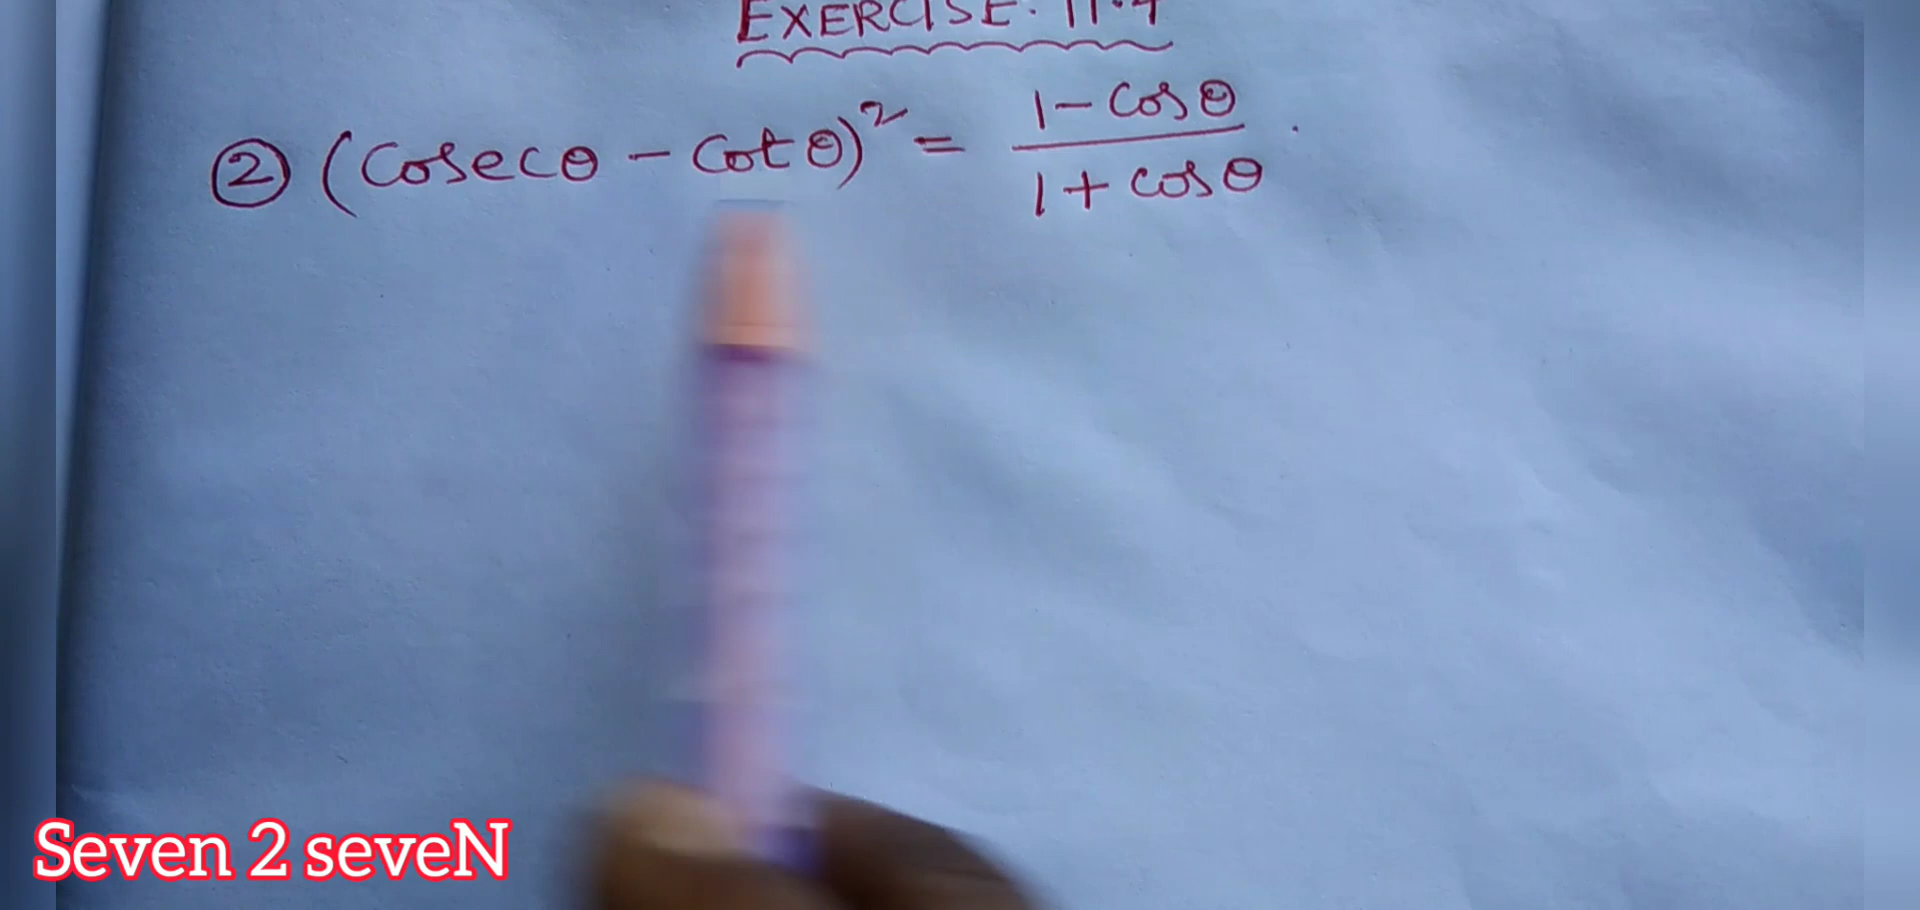 EXERCISE. 11.4
② (Cosecθ - Cotθ)² = 1 - Cosθ / 1 + cosθ .
Seven 2 seveN